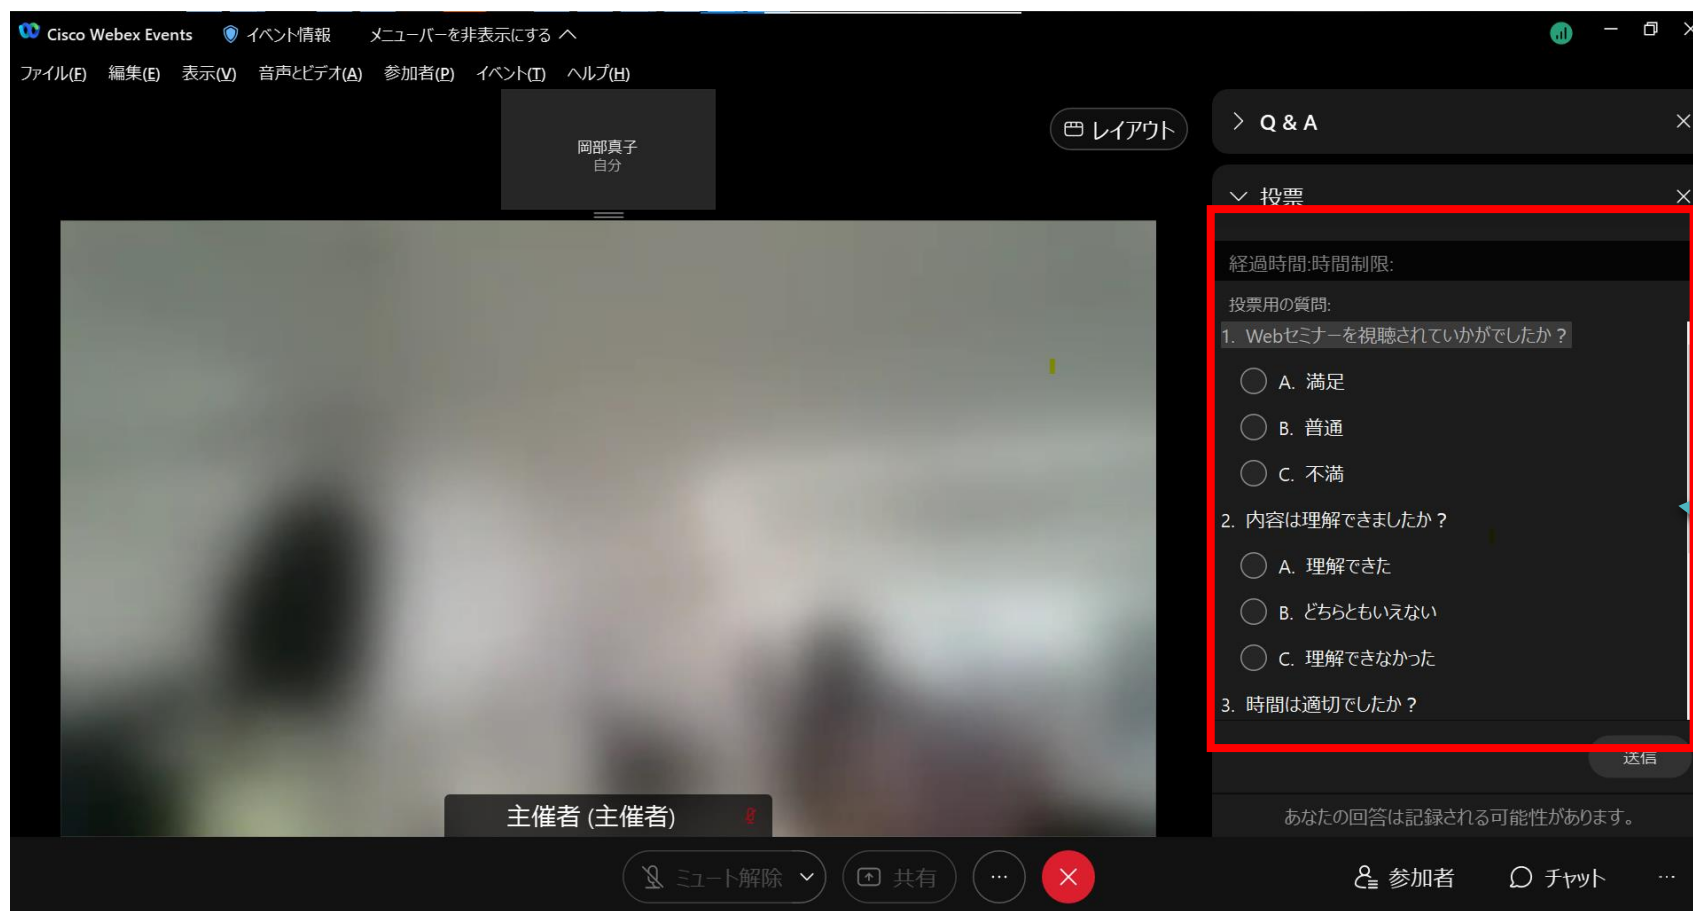 Cisco Webex Events イベント情報 メニューバーを非表示にする
ファイル(F) 編集(E) 表示(V) 音声とビデオ(A) 参加者(P) イベント(T) ヘルプ(H)
岡部真子
自分
レイアウト
Q & A
投票
経過時間:時間制限:
投票用の質問:
1. Webセミナーを視聴されていかがでしたか？
A. 満足
B. 普通
C. 不満
2. 内容は理解できましたか？
A. 理解できた
B. どちらともいえない
C. 理解できなかった
3. 時間は適切でしたか？
送信
あなたの回答は記録される可能性があります。
主催者 (主催者)
ミュート解除 共有 … 参加者 チャット …